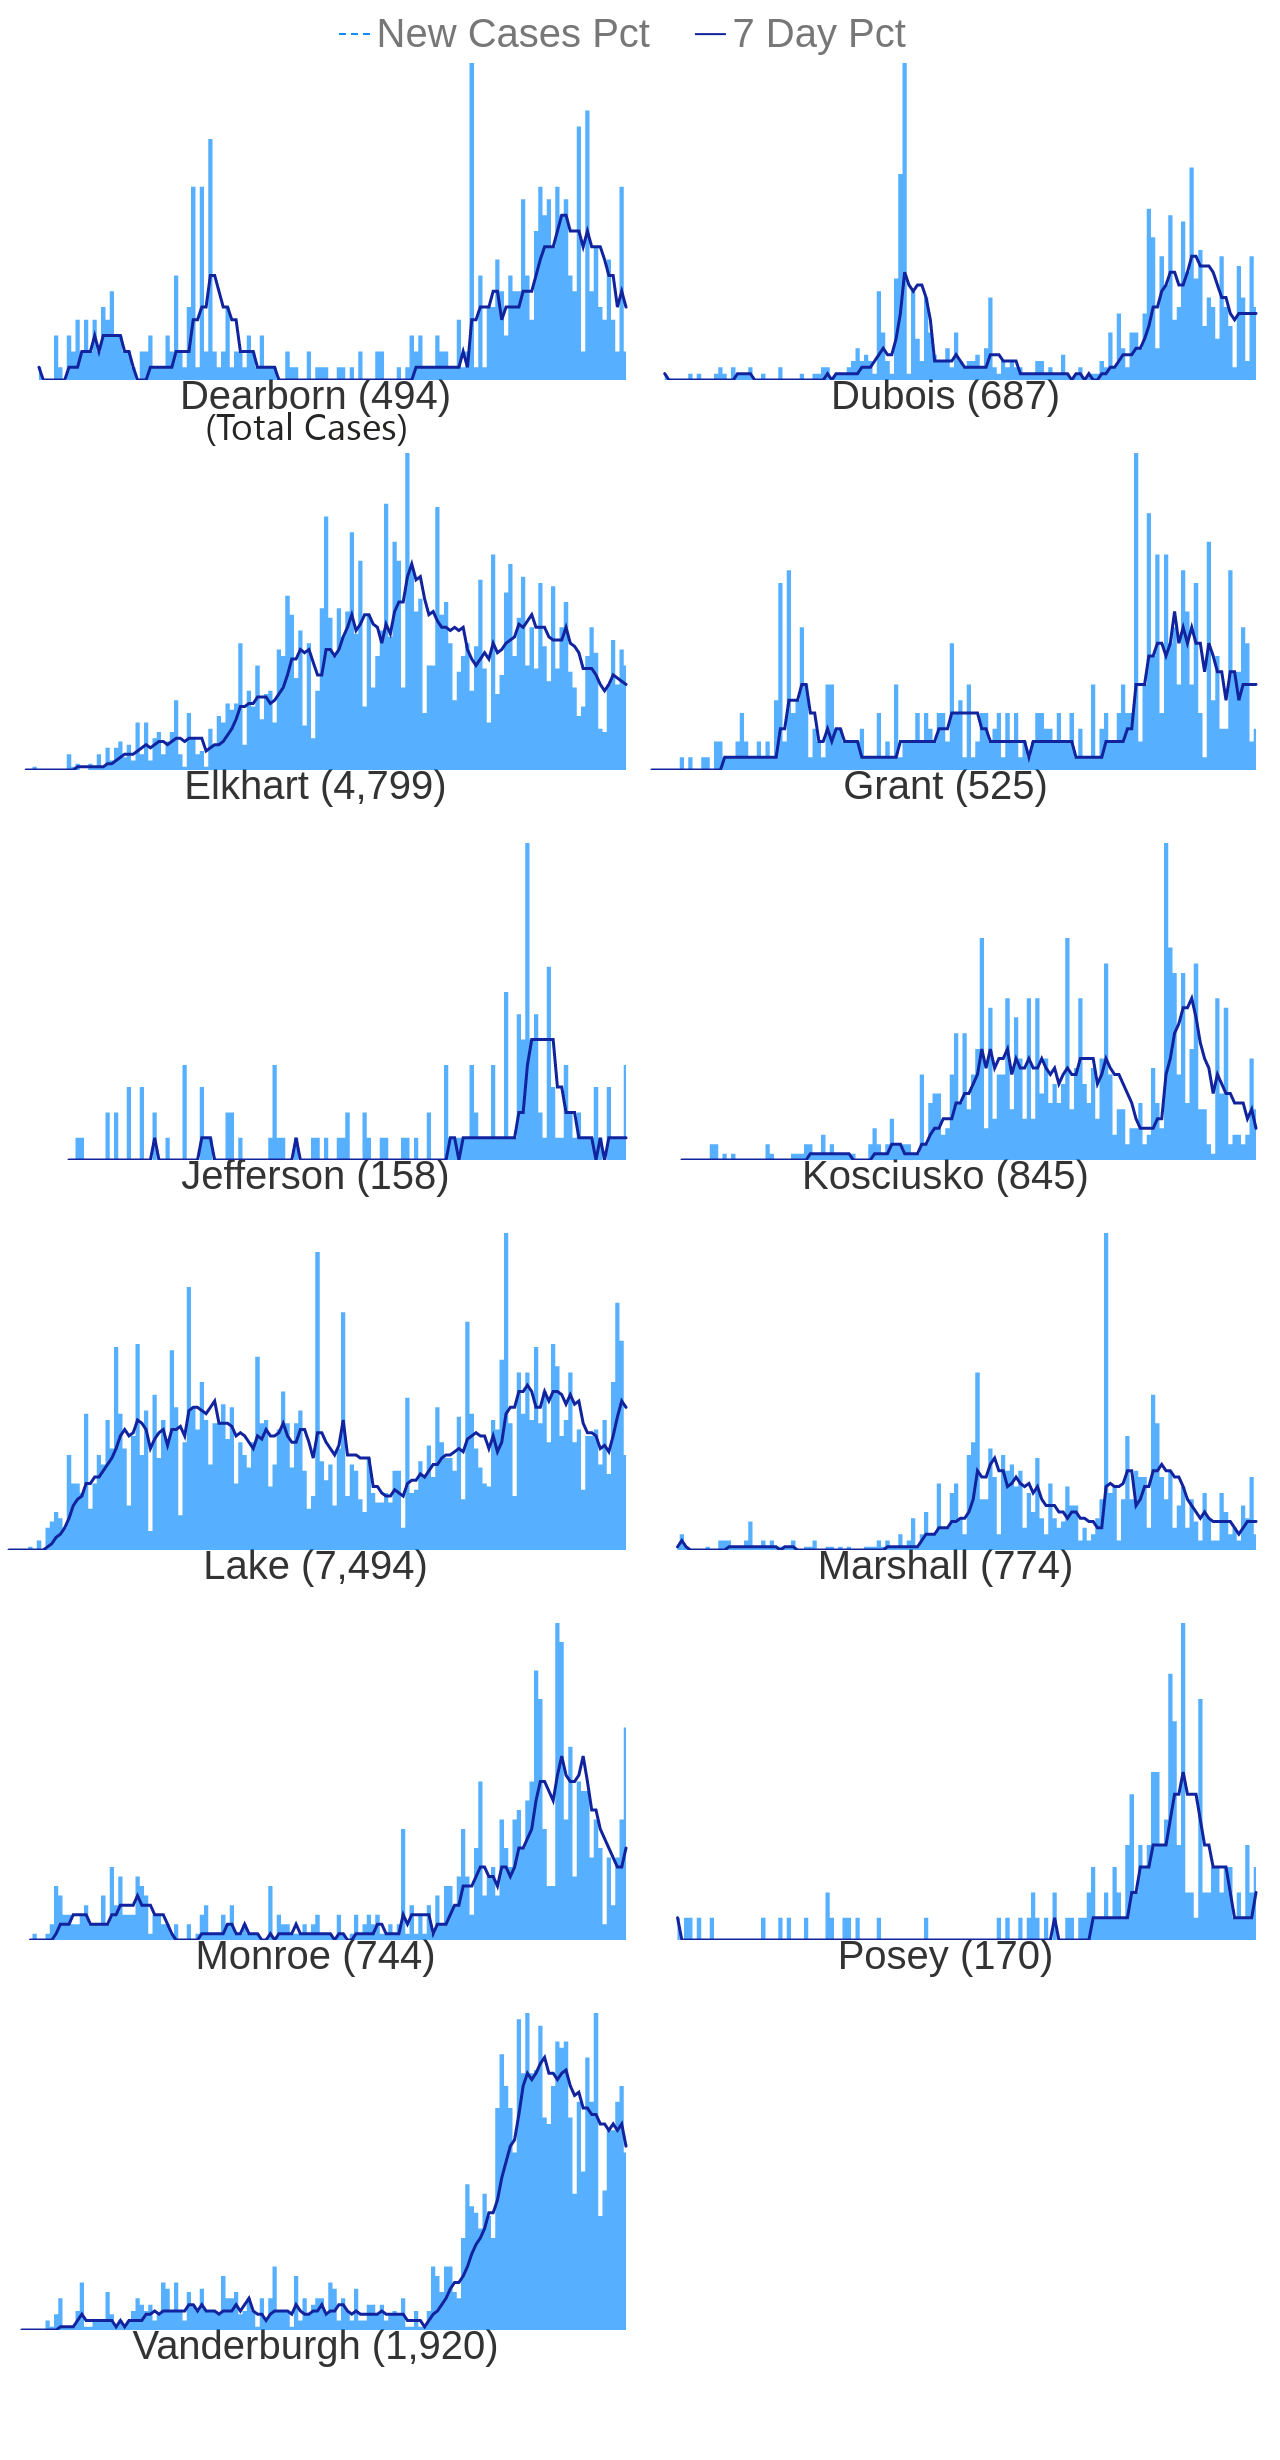 New Cases Pct 7 Day Pct
Dearborn (494) Dubois (687)
(Total Cases)
Elkhart (4,799) Grant (525)
Jefferson (158) Kosciusko (845)
Lake (7,494) Marshall (774)
Monroe (744) Posey (170)
Vanderburgh (1,920)